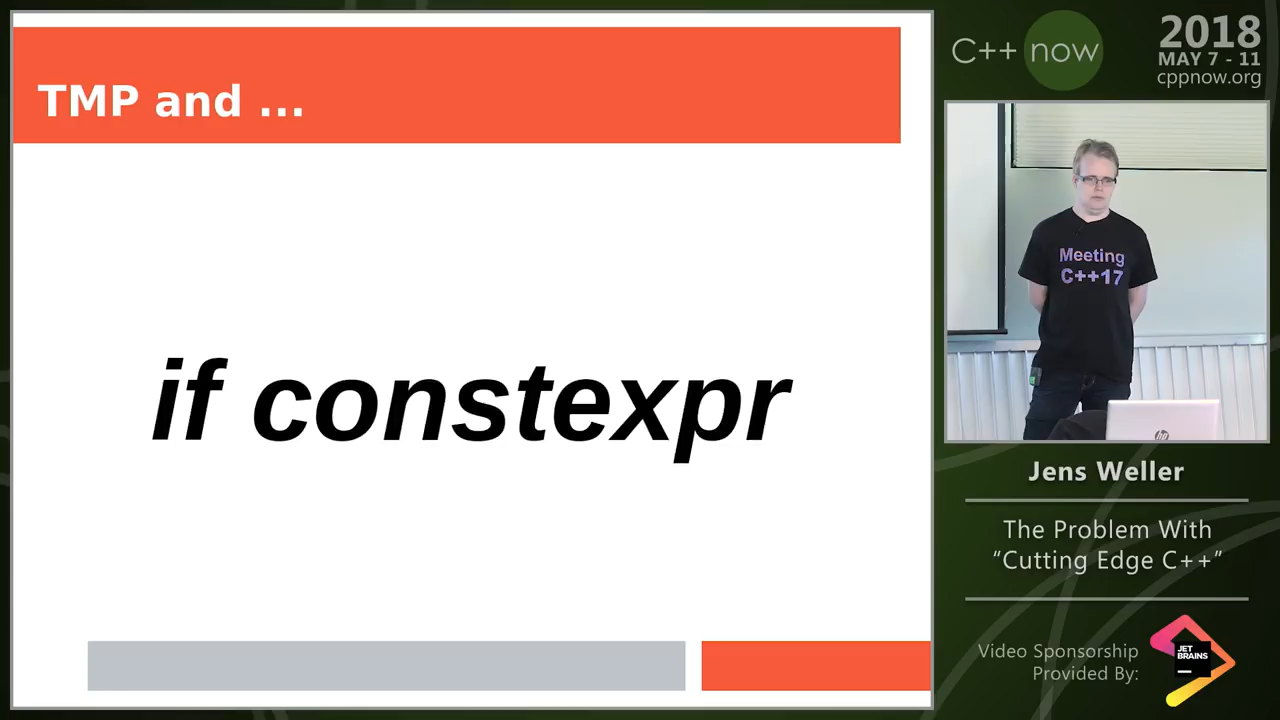 TMP and ...
if constexpr
C++ now
2018
MAY 7 - 11
cppnow.org
Meeting
C++17
hp
Jens Weller
The Problem With
“Cutting Edge C++”
Video Sponsorship
Provided By:
JET
BRAINS